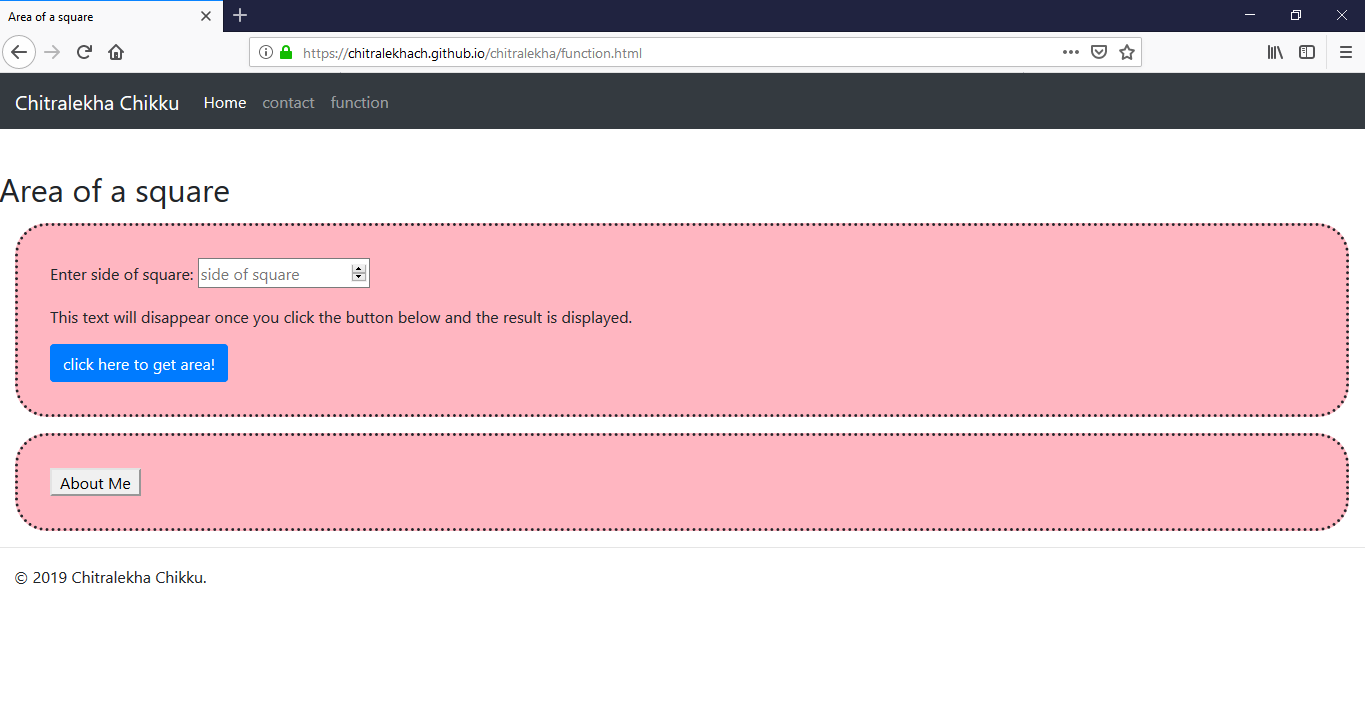 Area of a square
https://chitralekhach.github.io/chitralekha/function.html
Chitralekha Chikku Home contact function
Area of a square
Enter side of square: side of square
This text will disappear once you click the button below and the result is displayed.
click here to get area!
About Me
© 2019 Chitralekha Chikku.